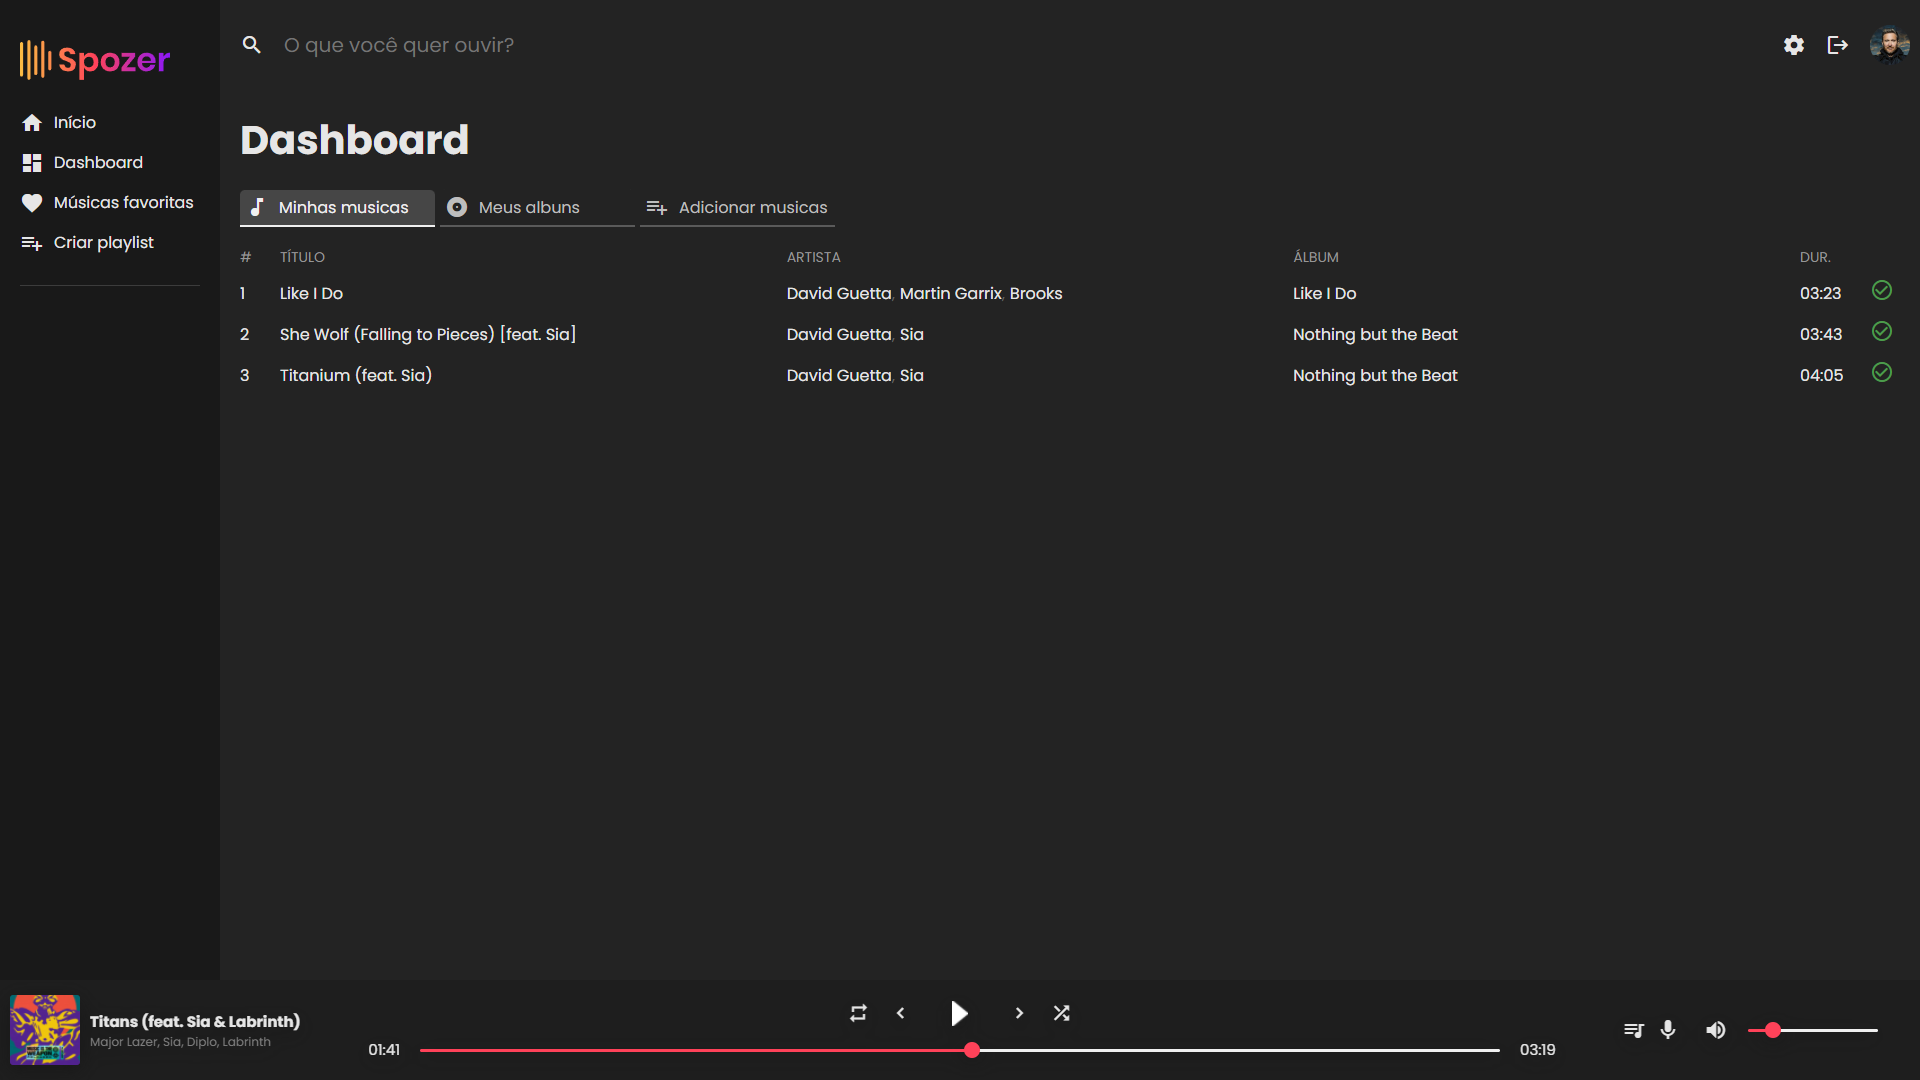 Spozer
O que você quer ouvir?
Início
Dashboard
Músicas favoritas
Criar playlist
Dashboard
Minhas musicas Meus albuns Adicionar musicas
# TÍTULO ARTISTA ÁLBUM DUR.
1 Like I Do David Guetta, Martin Garrix, Brooks Like I Do 03:23
2 She Wolf (Falling to Pieces) [feat. Sia] David Guetta, Sia Nothing but the Beat 03:43
3 Titanium (feat. Sia) David Guetta, Sia Nothing but the Beat 04:05
Titans (feat. Sia & Labrinth)
Major Lazer, Sia, Diplo, Labrinth
01:41 03:19